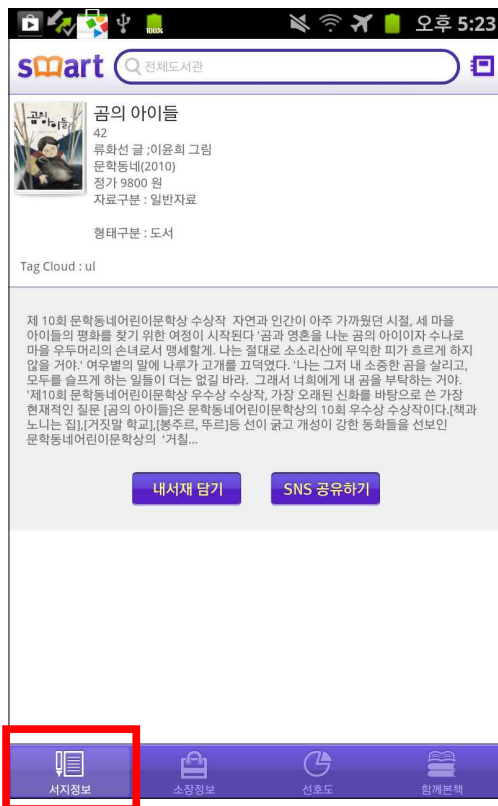 100%
오후 5:23
smart
전체도서관
곰의 아이들
곰의 아이들
42
류화선 글 ;이윤희 그림
문학동네(2010)
정가 9800 원
자료구분 : 일반자료
형태구분 : 도서
Tag Cloud : ul
제 10회 문학동네어린이문학상 수상작  자연과 인간이 아주 가까웠던 시절, 세 마을
아이들의 평화를 찾기 위한 여정이 시작된다 '곰과 영혼을 나눈 곰의 아이이자 수나로
마을 우두머리의 손녀로서 맹세할게. 나는 절대로 소소리산에 무익한 피가 흐르게 하지
않을 거야.' 여우볕의 말에 나루가 고개를 끄덕였다. '나는 그저 내 소중한 곰을 살리고,
모두를 슬프게 하는 일들이 더는 없길 바라.  그래서 너희에게 내 곰을 부탁하는 거야.
'제10회 문학동네어린이문학상 우수상 수상작, 가장 오래된 신화를 바탕으로 쓴 가장
현재적인 질문 [곰의 아이들]은 문학동네어린이문학상의 10회 우수상 수상작이다.[책과
노니는 집],[거짓말 학교],[봉주르, 뚜르]등 선이 굵고 개성이 강한 동화들을 선보인
문학동네어린이문학상의  '거칠...
내서재 담기
SNS 공유하기
서지정보
소장정보
선호도
함께본책